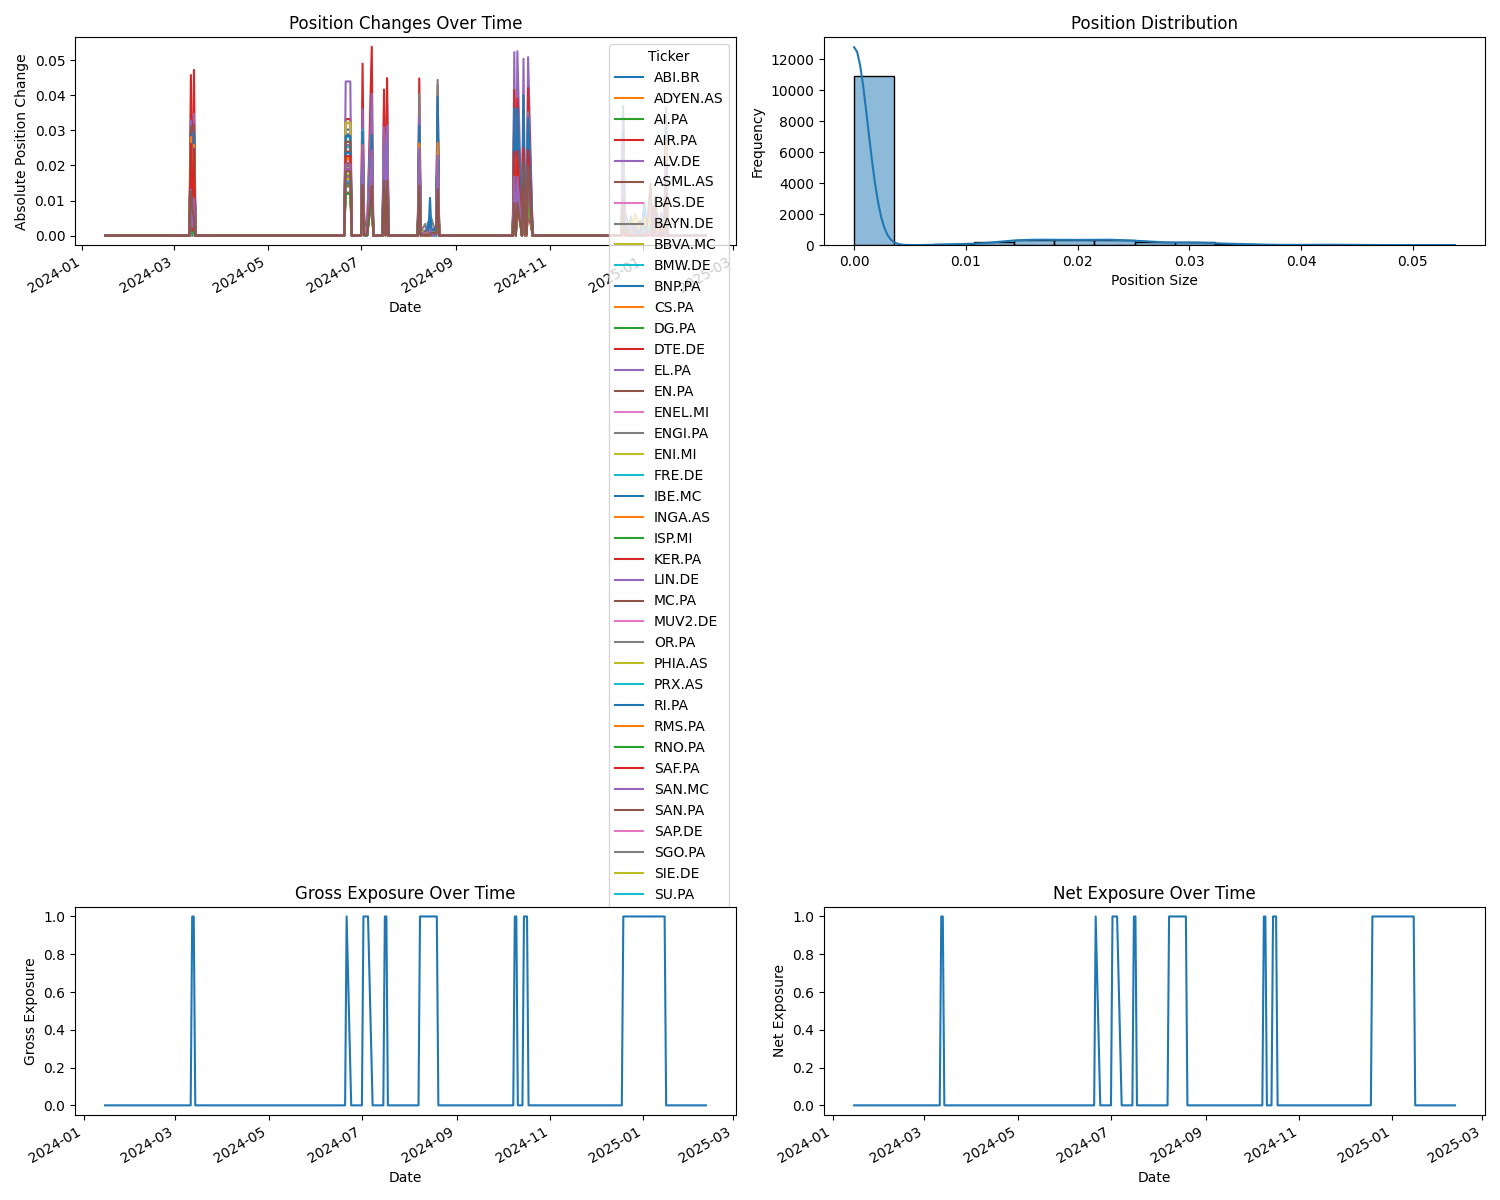 Position Changes Over Time
Absolute Position Change
0.05
0.04
0.03
0.02
0.01
0.00
2024-01
2024-03
2024-05
2024-07
2024-09
2024-11
2025-01
2025-03
Date
Ticker
ABI.BR
ADYEN.AS
AI.PA
AIR.PA
ALV.DE
ASML.AS
BAS.DE
BAYN.DE
BBVA.MC
BMW.DE
BNP.PA
CS.PA
DG.PA
DTE.DE
EL.PA
EN.PA
ENEL.MI
ENGI.PA
ENI.MI
FRE.DE
IBE.MC
INGA.AS
ISP.MI
KER.PA
LIN.DE
MC.PA
MUV2.DE
OR.PA
PHIA.AS
PRX.AS
RI.PA
RMS.PA
RNO.PA
SAF.PA
SAN.MC
SAN.PA
SAP.DE
SGO.PA
SIE.DE
SU.PA
Position Distribution
Frequency
12000
10000
8000
6000
4000
2000
0
0.00
0.01
0.02
0.03
0.04
0.05
Position Size
Gross Exposure Over Time
Gross Exposure
1.0
0.8
0.6
0.4
0.2
0.0
2024-01
2024-03
2024-05
2024-07
2024-09
2024-11
2025-01
2025-03
Date
Net Exposure Over Time
Net Exposure
1.0
0.8
0.6
0.4
0.2
0.0
2024-01
2024-03
2024-05
2024-07
2024-09
2024-11
2025-01
2025-03
Date